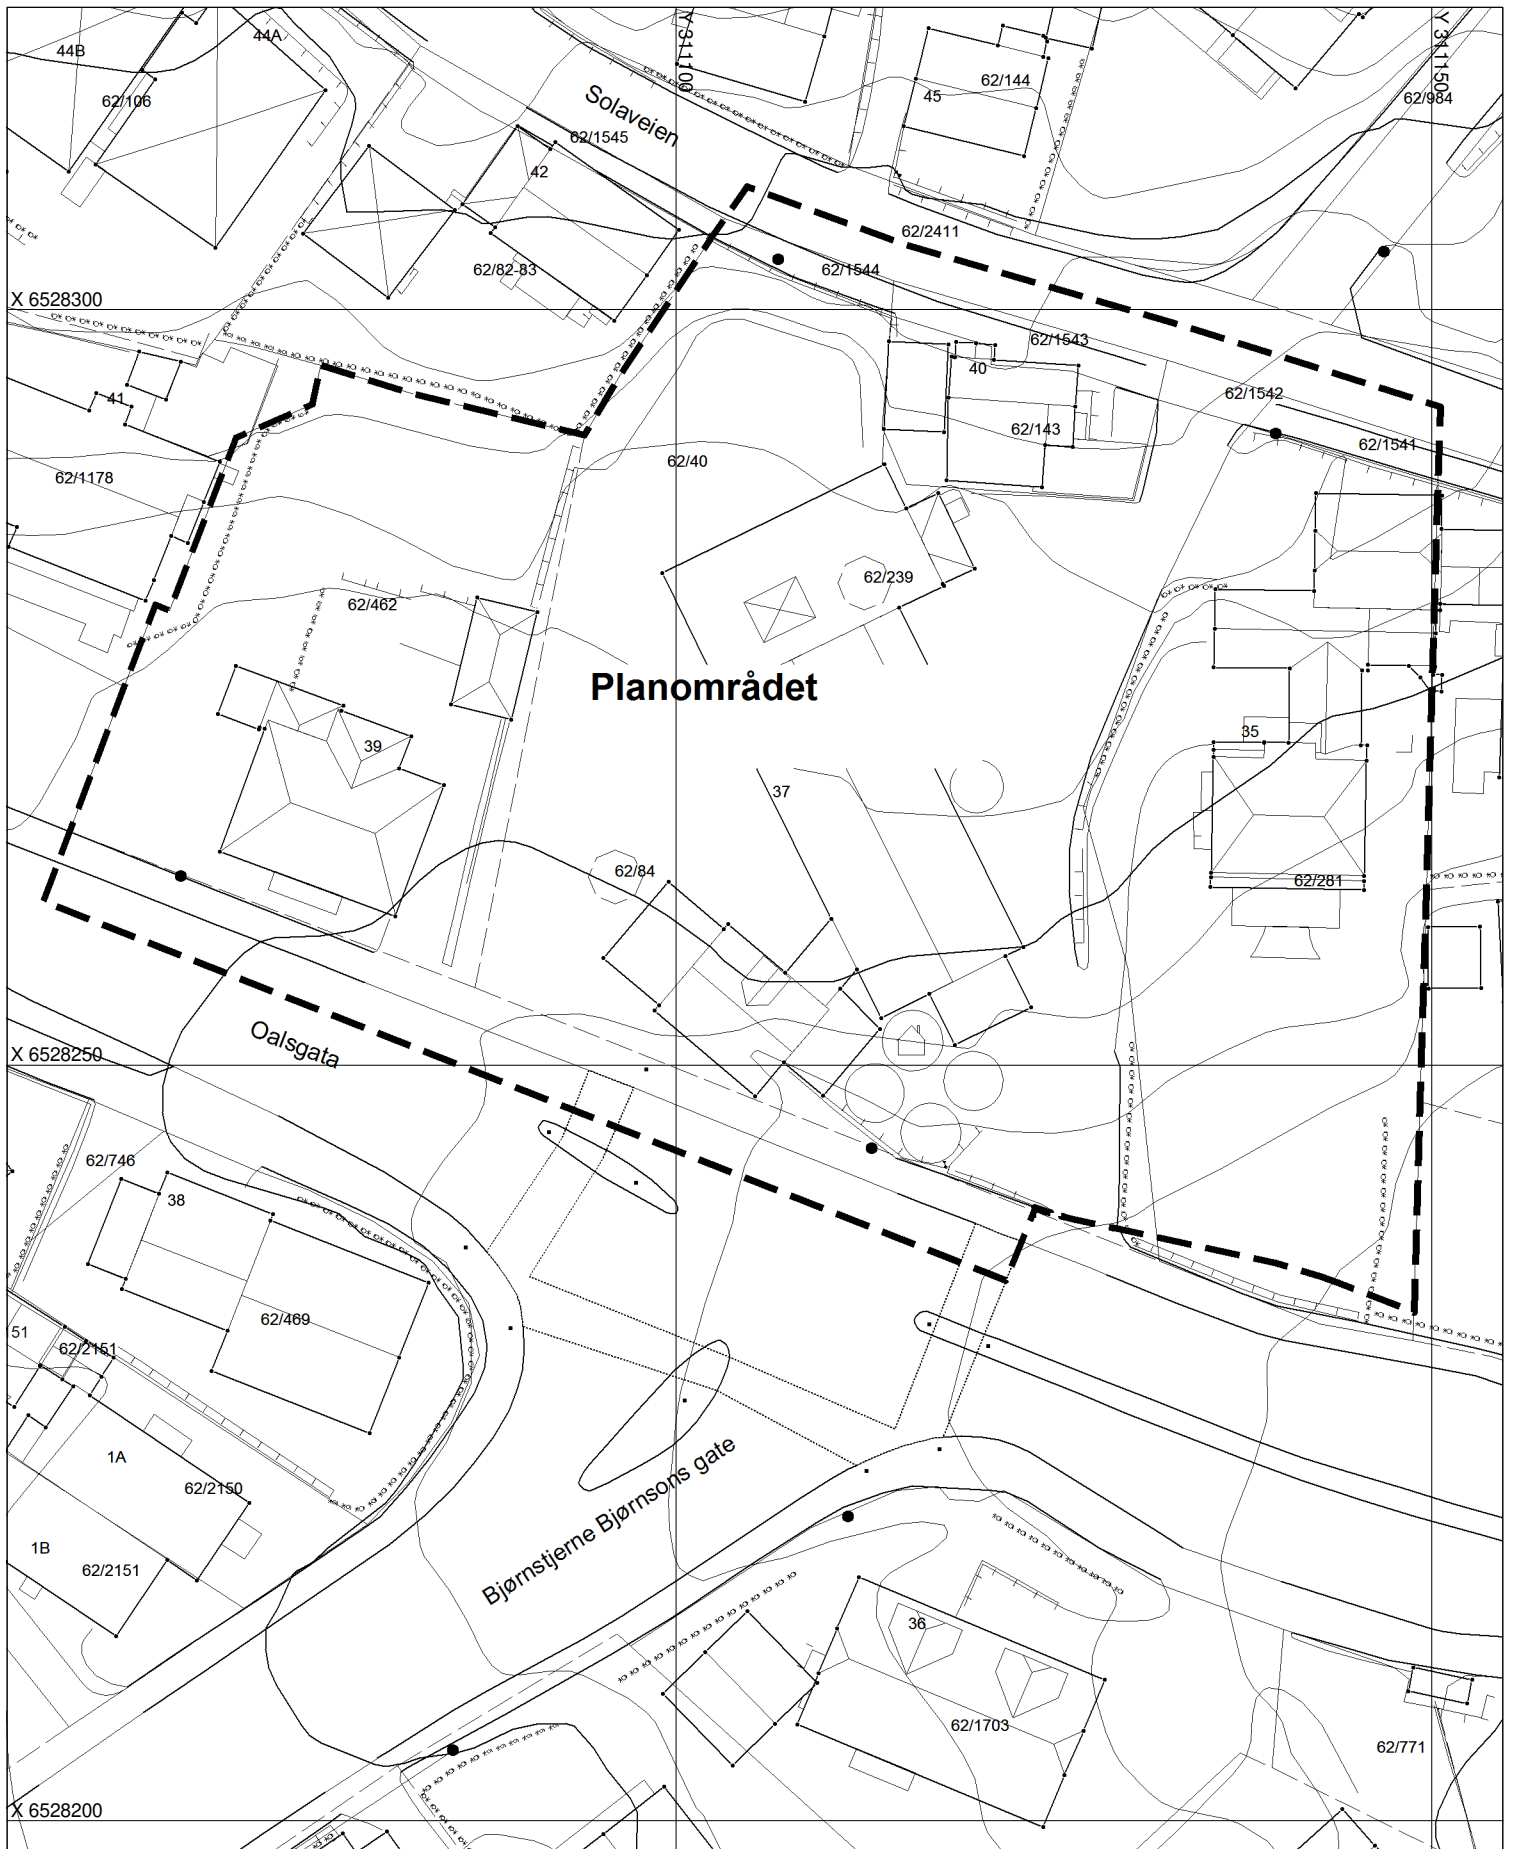 44A
44B
62/106
Solaveien
62/1545
42
Y 311100
45
62/144
Y 311150
62/984
62/2411
62/82-83
62/1544
X 6528300
62/1543
40
41
62/1542
62/143
62/1541
62/40
62/1178
62/239
62/462
Planområdet
39
35
37
62/84
62/281
Oalsgata
X 6528250
62/746
38
62/469
51
62/2151
Bjørnstjerne Bjørnsons gate
1A
62/2150
1B
62/2151
36
62/1703
62/771
X 6528200